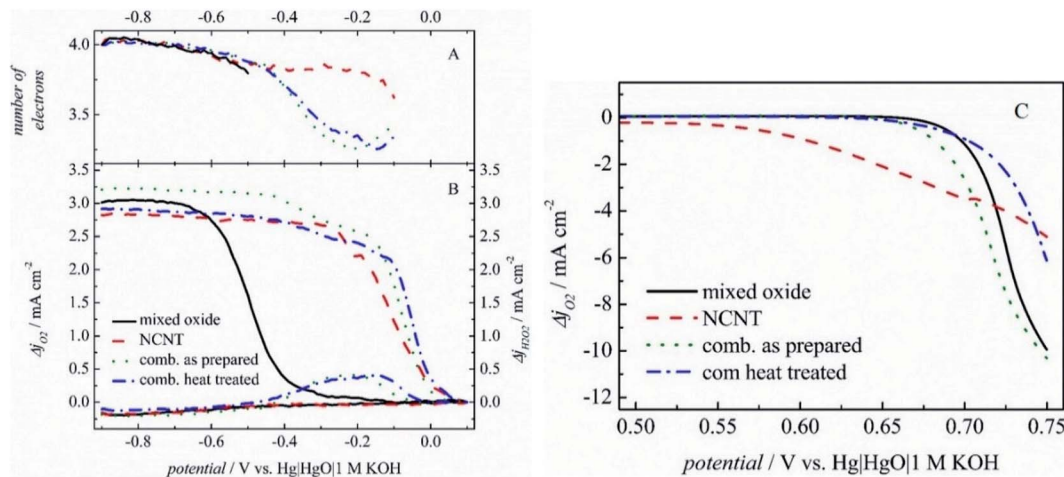 -0.8 -0.6 -0.4 -0.2 0.0
A
number of
electrons
4.0
3.5
B
Δj_O2 / mA cm⁻²
3.5
3.0
2.5
2.0
1.5
1.0
0.5
0.0
mixed oxide
NCNT
comb. as prepared
comb. heat treated
3.5
3.0
2.5
2.0
1.5
1.0
0.5
0.0
Δj_H2O2 / mA cm⁻²
-0.8 -0.6 -0.4 -0.2 0.0
potential / V vs. Hg|HgO|1 M KOH
C
Δj_O2 / mA cm⁻²
0
-2
-4
-6
-8
-10
-12
mixed oxide
NCNT
comb. as prepared
com heat treated
0.50 0.55 0.60 0.65 0.70 0.75
potential / V vs. Hg|HgO|1 M KOH